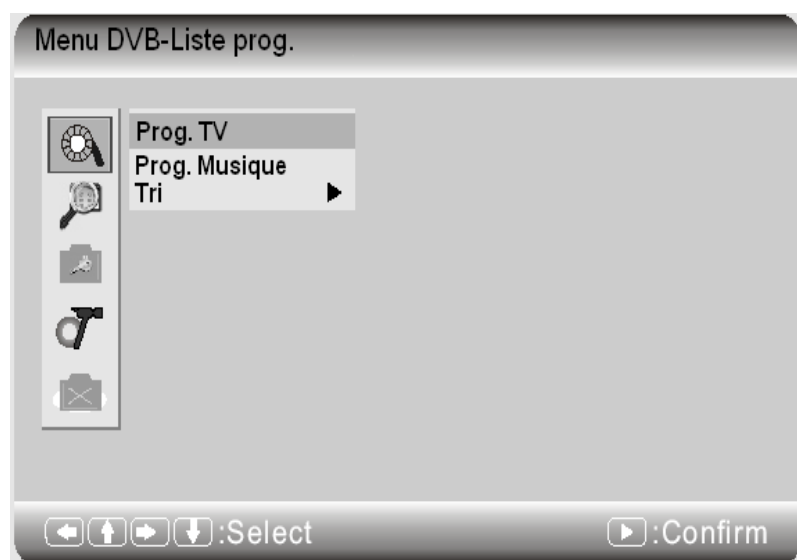 Menu DVB-Liste prog.
Prog. TV
Prog. Musique
Tri
:Select
:Confirm